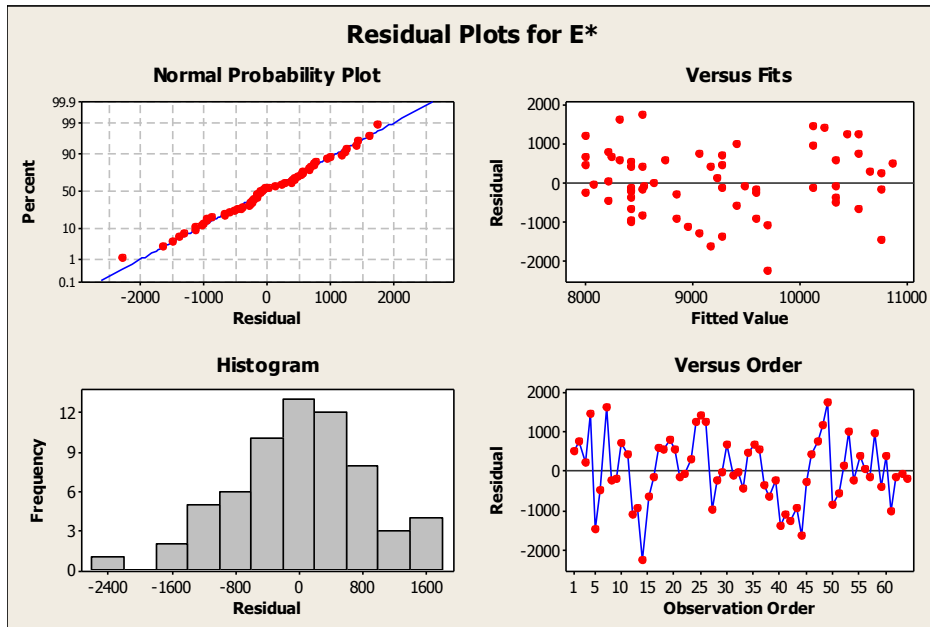 Residual Plots for E*
Normal Probability Plot
99.9
99
90
50
10
1
0.1
Percent
-2000 -1000 0 1000 2000
Residual
Versus Fits
2000
1000
0
-1000
-2000
Residual
8000 9000 10000 11000
Fitted Value
Histogram
12
9
6
3
0
Frequency
-2400 -1600 -800 0 800 1600
Residual
Versus Order
2000
1000
0
-1000
-2000
Residual
1 5 10 15 20 25 30 35 40 45 50 55 60
Observation Order